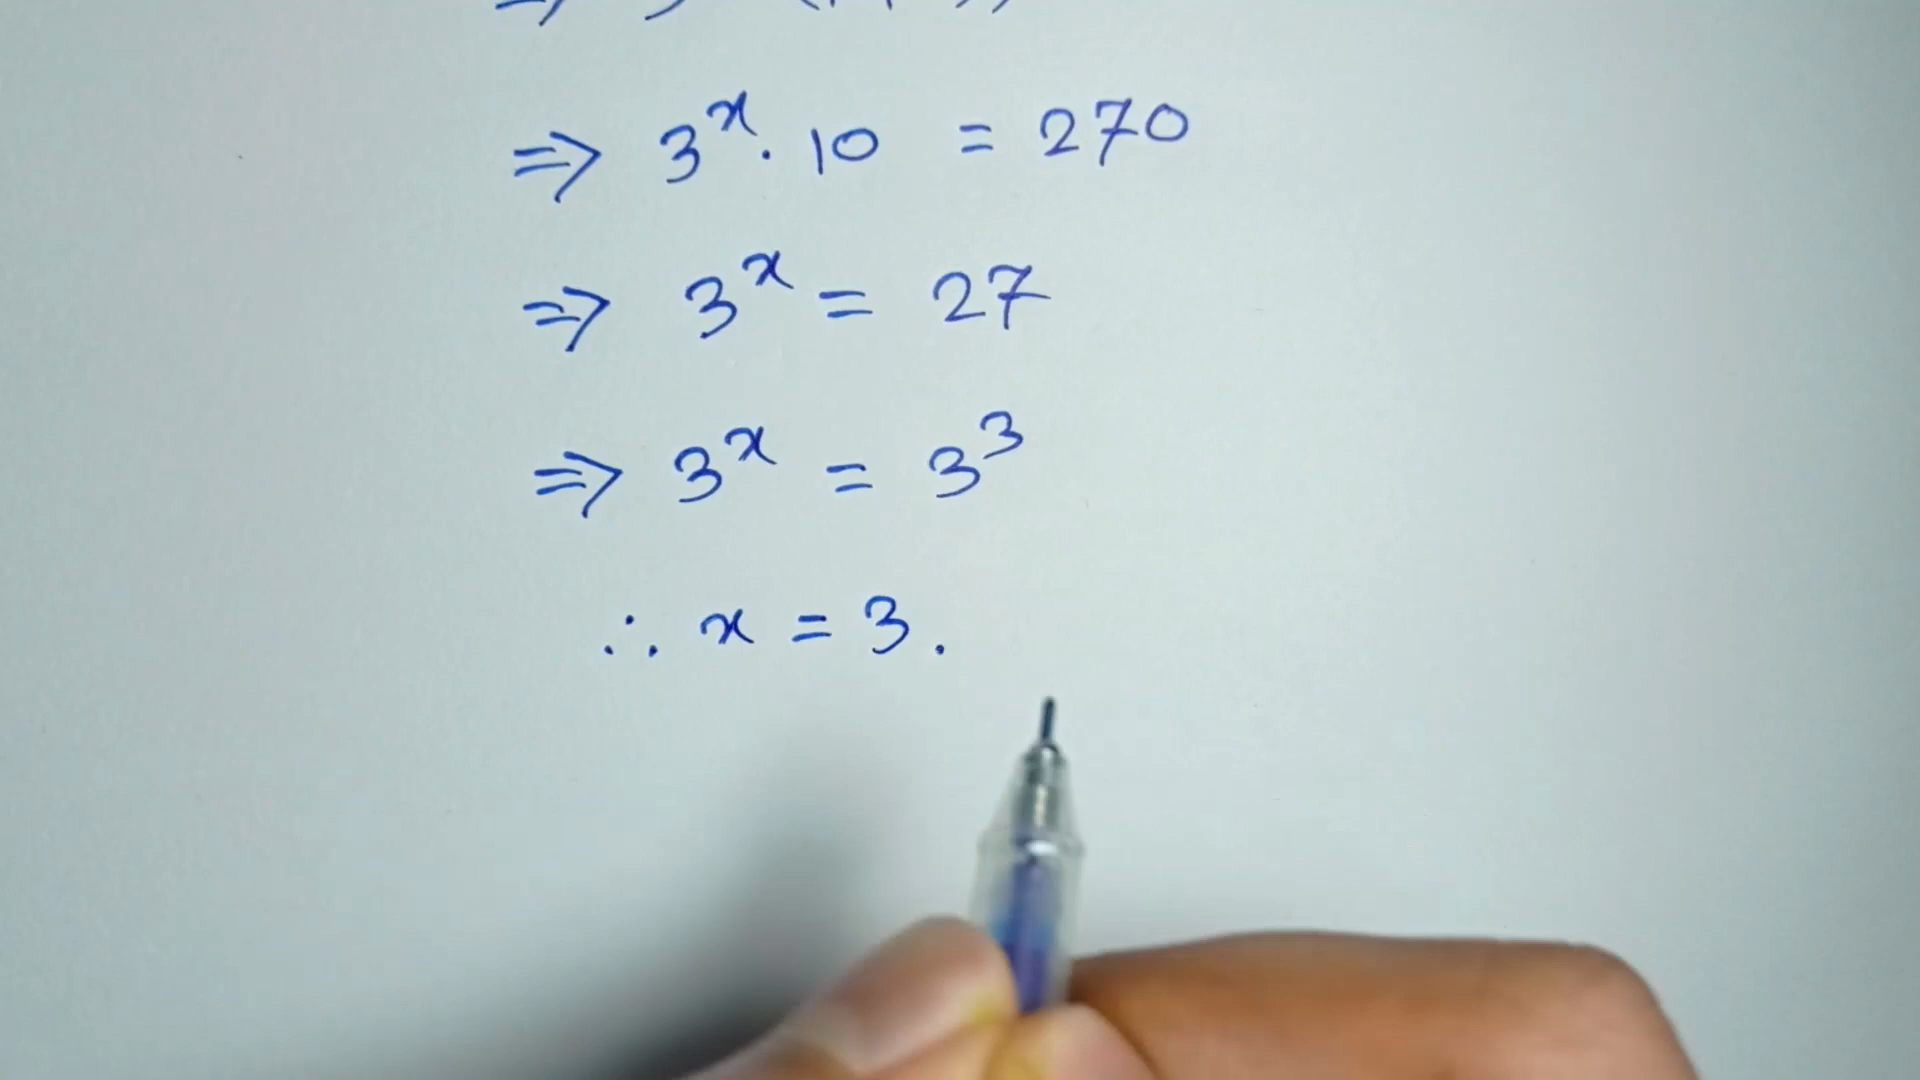 ⇒ 3^x · 10 = 270
⇒ 3^x = 27
⇒ 3^x = 3^3
∴ x = 3.